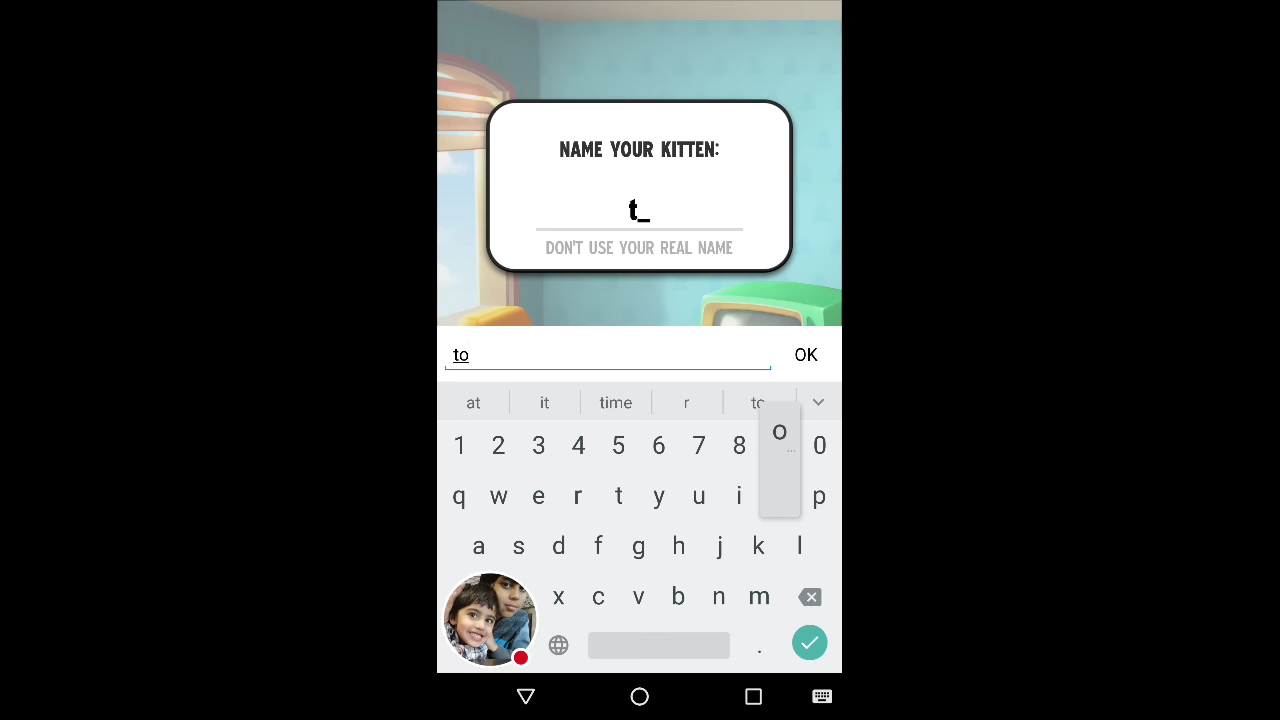 NAME YOUR KITTEN:
t_
DON'T USE YOUR REAL NAME
to OK
at it time r to
1 2 3 4 5 6 7 8 0
o
q w e r t y u i p
a s d f g h j k l
x c v b n m
.